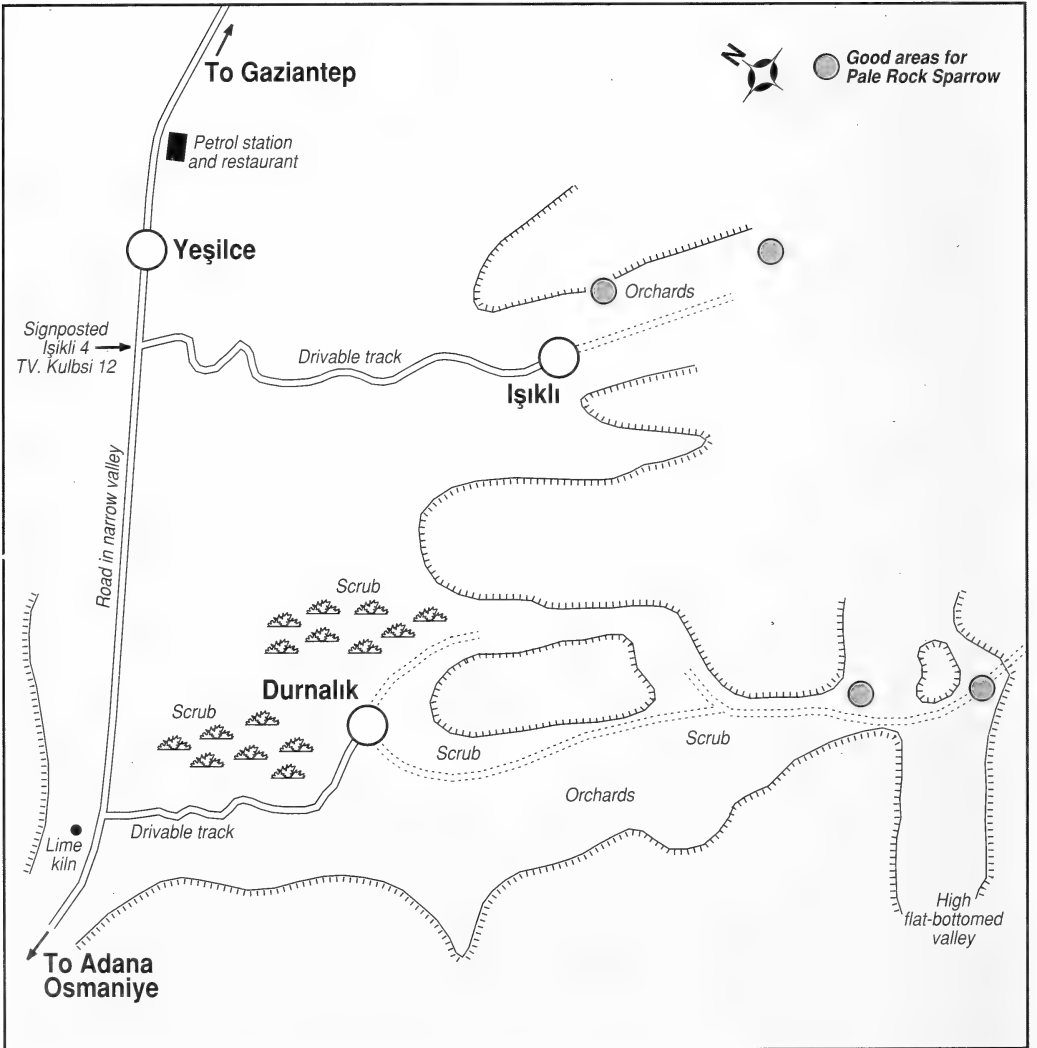 To Gaziantep
N
Good areas for
Pale Rock Sparrow
Petrol station
and restaurant
Yeşilce
Orchards
Signposted
Işikli 4
TV. Kulbsi 12
Drivable track
Işıklı
Road in narrow valley
Scrub
Durnalık
Scrub
Scrub
Scrub
Orchards
Drivable track
Lime
kiln
High
flat-bottomed
valley
To Adana
Osmaniye